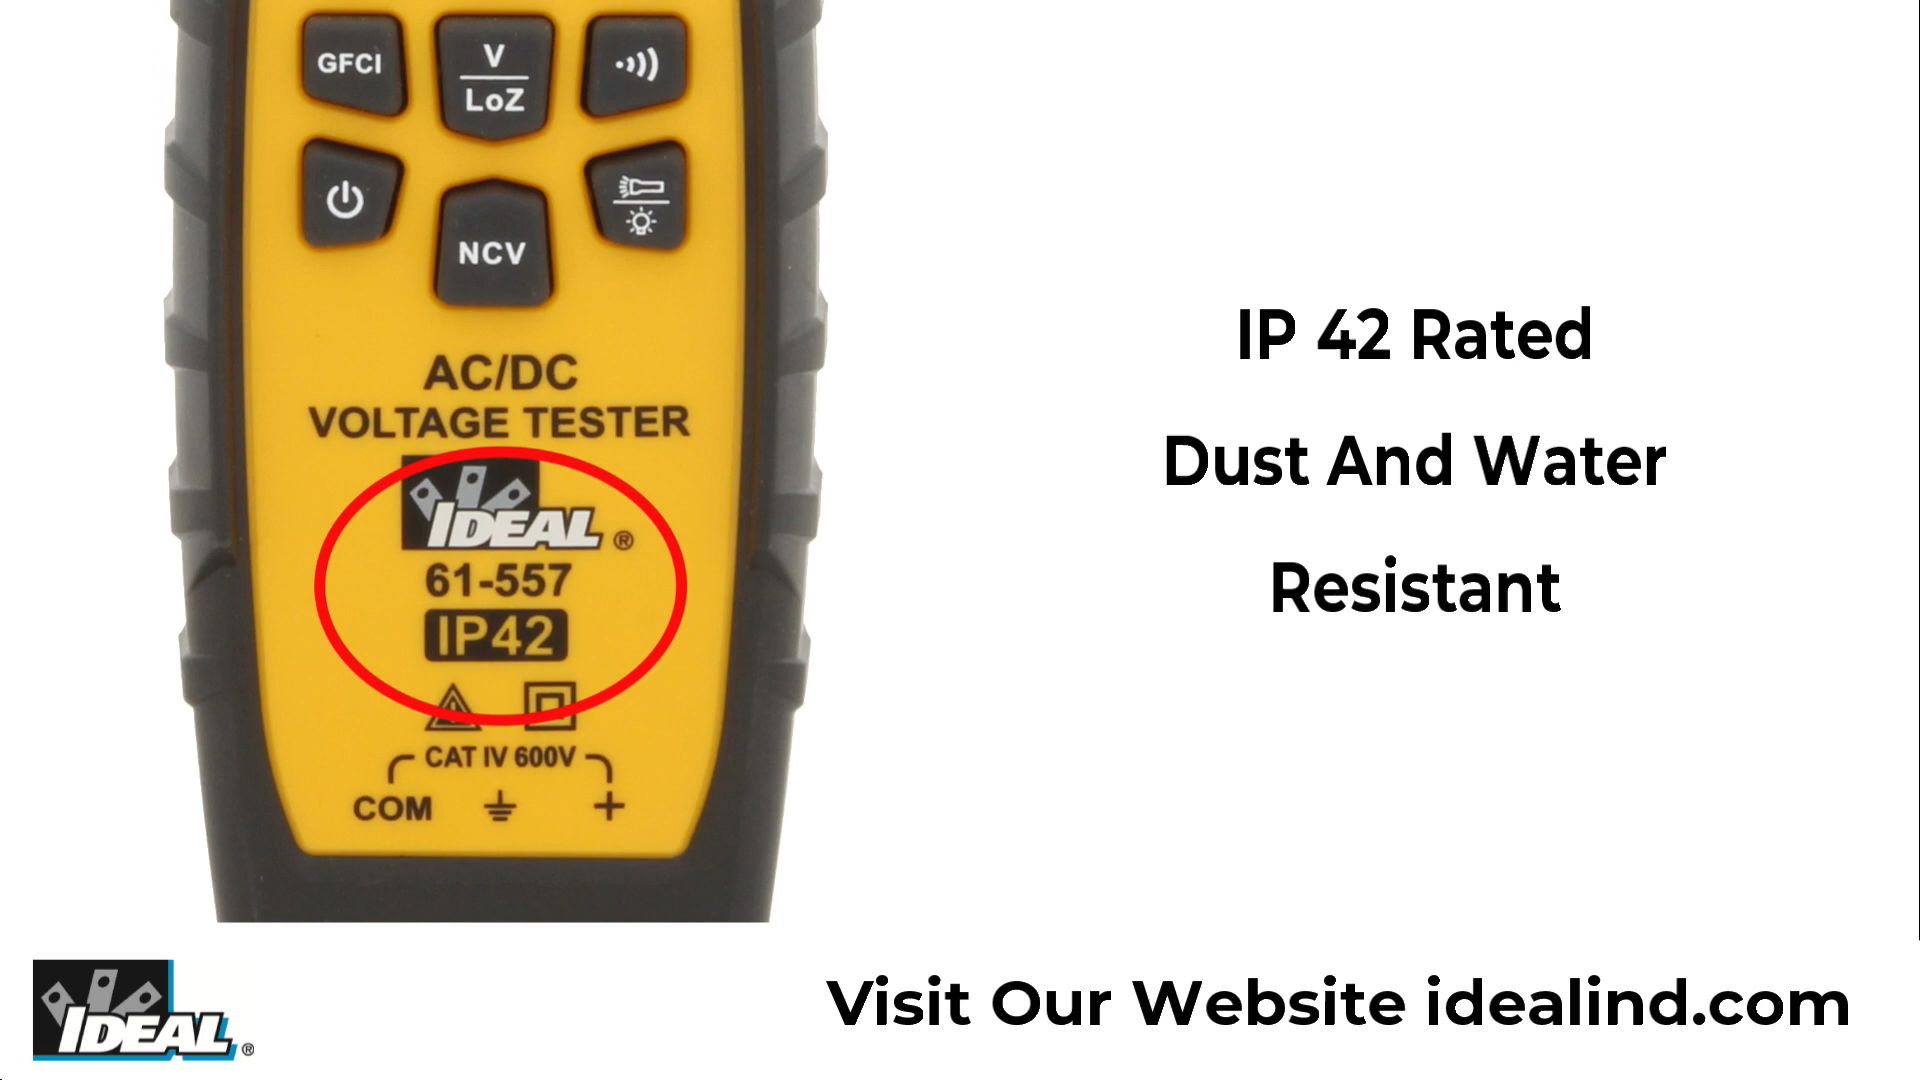 GFCI
V
LoZ
NCV
AC/DC
VOLTAGE TESTER
IDEAL®
61-557
IP42
CAT IV 600V
COM
+
IP 42 Rated
Dust And Water
Resistant
IDEAL®
Visit Our Website idealind.com